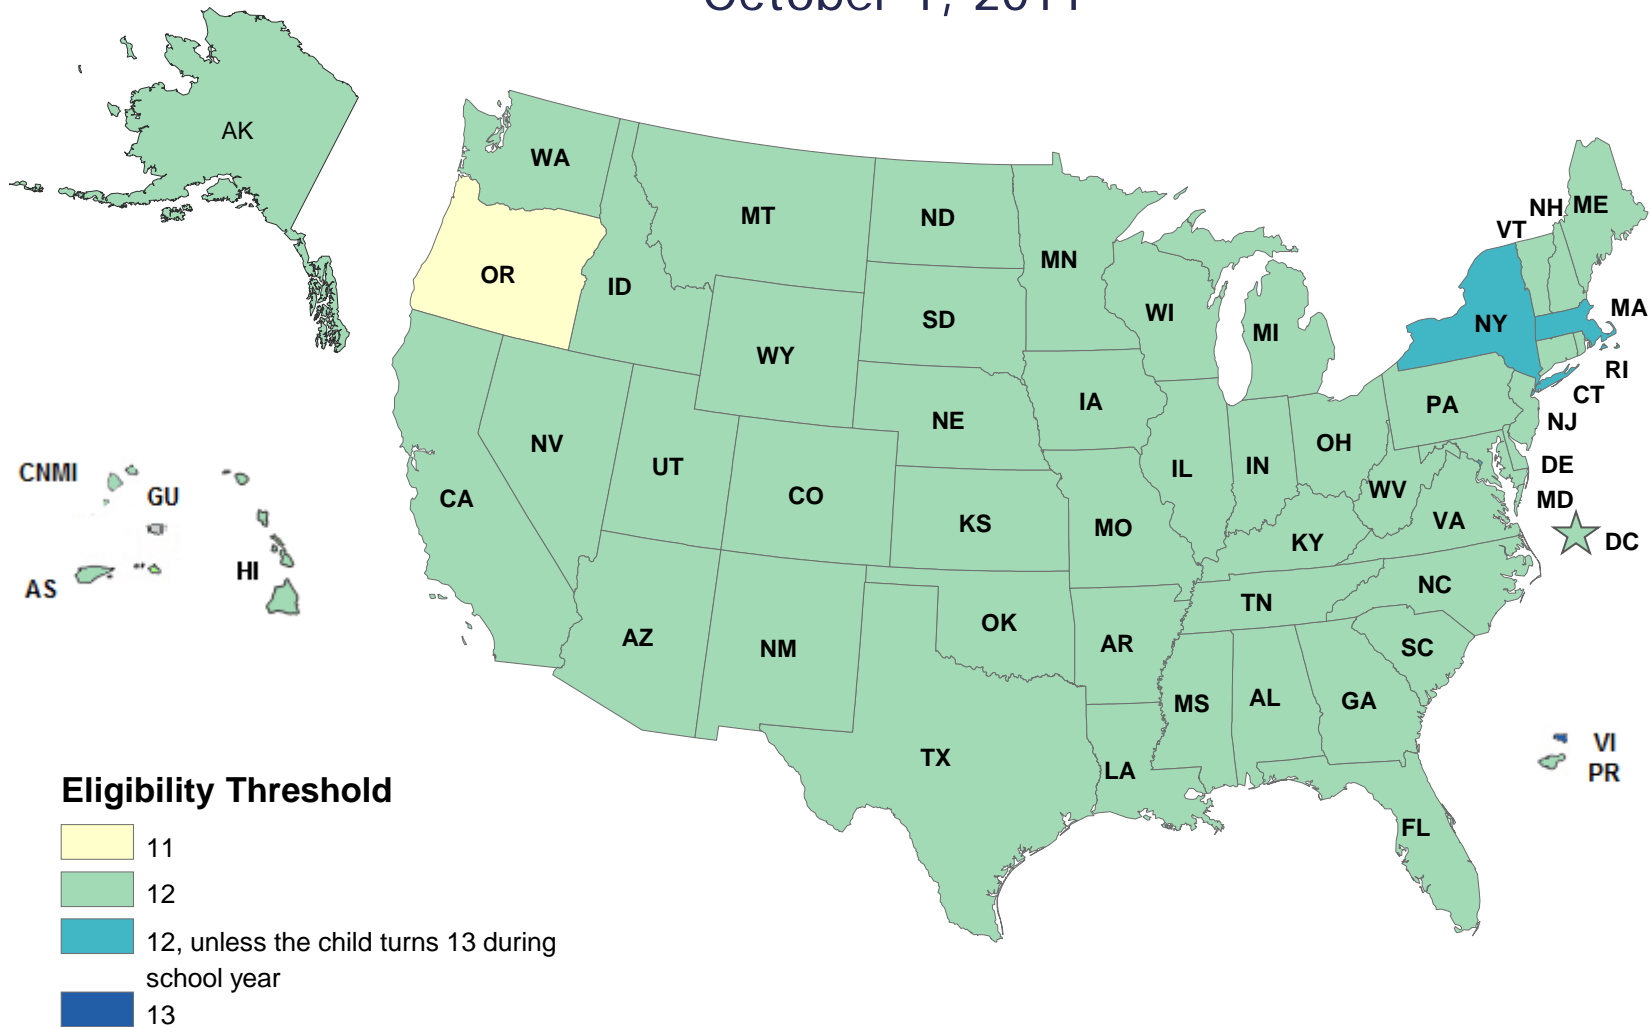 October 1, 2011
AK
WA
MT
ND
MN
NH
ME
VT
OR
ID
WI
MI
NY
MA
SD
WY
RI
CT
IA
PA
NE
NJ
NV
OH
UT
IL
IN
DE
CNMI
GU
CA
CO
WV
MD
KS
MO
VA
KY
DC
AS
HI
NC
TN
OK
AZ
NM
AR
SC
MS
AL
GA
TX
LA
VI
PR
FL
Eligibility Threshold
11
12
12, unless the child turns 13 during
school year
13